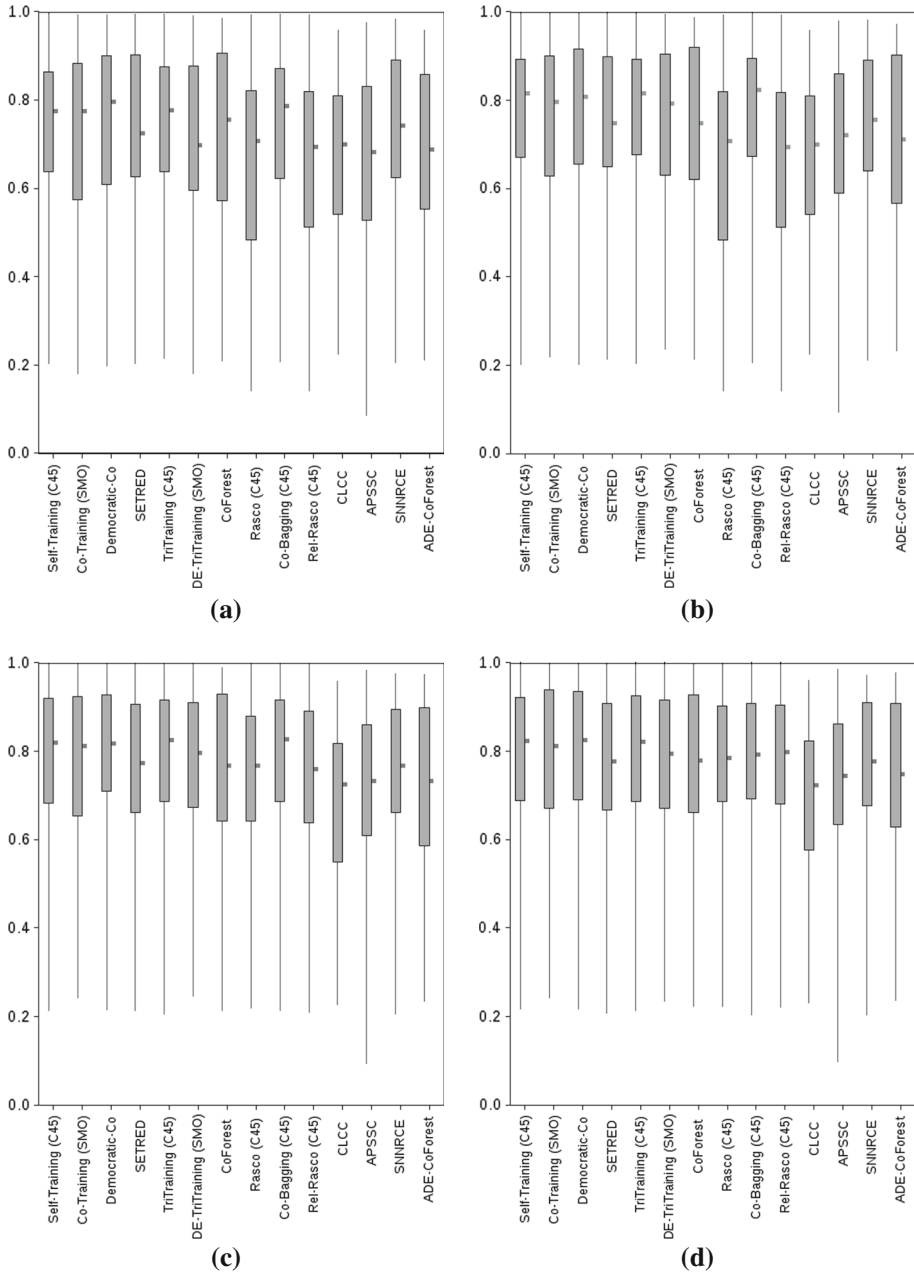 1.0
0.8
0.6
0.4
0.2
0.0
Self-Training (C45)
Co-Training (SMO)
Democratic-Co
SETRED
TriTraining (C45)
DE-TriTraining (SMO)
CoForest
Rasco (C45)
Co-Bagging (C45)
Rel-Rasco (C45)
CLCC
APSSC
SNNRCE
ADE-CoForest
(a)
1.0
0.8
0.6
0.4
0.2
0.0
Self-Training (C45)
Co-Training (SMO)
Democratic-Co
SETRED
TriTraining (C45)
DE-TriTraining (SMO)
CoForest
Rasco (C45)
Co-Bagging (C45)
Rel-Rasco (C45)
CLCC
APSSC
SNNRCE
ADE-CoForest
(b)
1.0
0.8
0.6
0.4
0.2
0.0
Self-Training (C45)
Co-Training (SMO)
Democratic-Co
SETRED
TriTraining (C45)
DE-TriTraining (SMO)
CoForest
Rasco (C45)
Co-Bagging (C45)
Rel-Rasco (C45)
CLCC
APSSC
SNNRCE
ADE-CoForest
(c)
1.0
0.8
0.6
0.4
0.2
0.0
Self-Training (C45)
Co-Training (SMO)
Democratic-Co
SETRED
TriTraining (C45)
DE-TriTraining (SMO)
CoForest
Rasco (C45)
Co-Bagging (C45)
Rel-Rasco (C45)
CLCC
APSSC
SNNRCE
ADE-CoForest
(d)